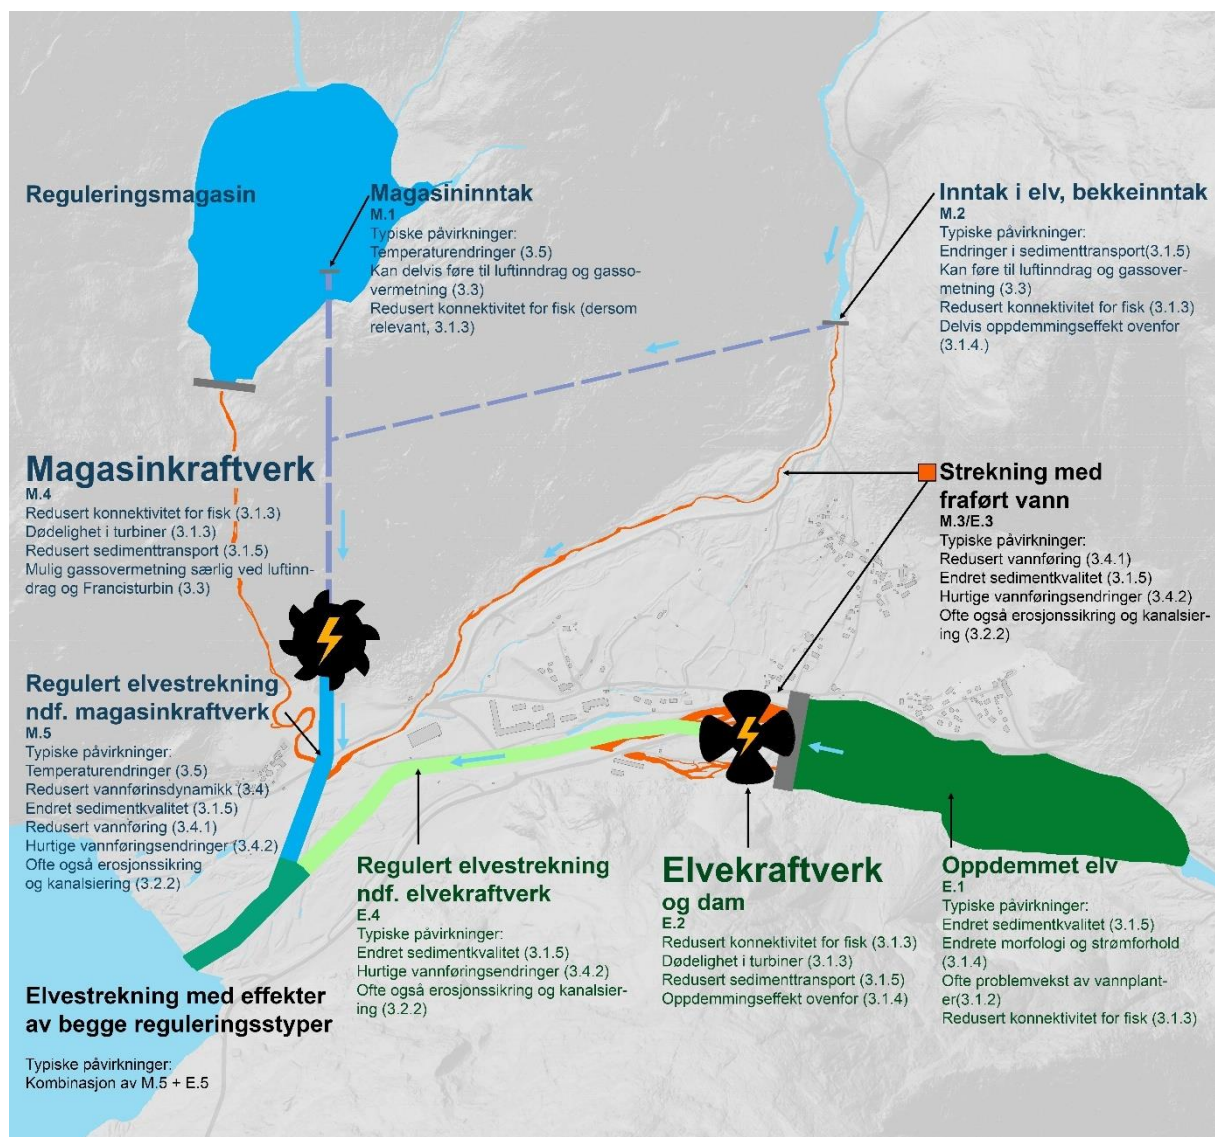 Reguleringsmagasin
Magasininntak
M.1
Typiske påvirkninger:
Temperaturendringer (3.5)
Kan delvis føre til luftinndrag og gasso-
vermetning (3.3)
Redusert konnektivitet for fisk (dersom
relevant, 3.1.3)
Inntak i elv, bekkeinntak
M.2
Typiske påvirkninger:
Endringer i sedimenttransport(3.1.5)
Kan føre til luftinndrag og gassover-
metning (3.3)
Redusert konnektivitet for fisk (3.1.3)
Delvis oppdemmingseffekt ovenfor
(3.1.4.)
Magasinkraftverk
M.4
Redusert konnektivitet for fisk (3.1.3)
Dødelighet i turbiner (3.1.3)
Redusert sedimenttransport (3.1.5)
Mulig gassovermetning særlig ved luftinn-
drag og Francisturbin (3.3)
Strekning med
fraført vann
M.3/E.3
Typiske påvirkninger:
Redusert vannføring (3.4.1)
Endret sedimentkvalitet (3.1.5)
Hurtige vannføringsendringer (3.4.2)
Ofte også erosjonssikring og kanalsier-
ing (3.2.2)
Regulert elvestrekning
ndf. magasinkraftverk
M.5
Typiske påvirkninger:
Temperaturendringer (3.5)
Redusert vannførinsdynamikk (3.4)
Endret sedimentkvalitet (3.1.5)
Redusert vannføring (3.4.1)
Hurtige vannføringsendringer (3.4.2)
Ofte også erosjonssikring
og kanalsiering (3.2.2)
Regulert elvestrekning
ndf. elvekraftverk
E.4
Typiske påvirkninger:
Endret sedimentkvalitet (3.1.5)
Hurtige vannføringsendringer (3.4.2)
Ofte også erosjonssikring og kanalsier-
ing (3.2.2)
Elvekraftverk
og dam
E.2
Redusert konnektivitet for fisk (3.1.3)
Dødelighet i turbiner (3.1.3)
Redusert sedimenttransport (3.1.5)
Oppdemmingseffekt ovenfor (3.1.4)
Oppdemmet elv
E.1
Typiske påvirkninger:
Endret sedimentkvalitet (3.1.5)
Endrete morfologi og strømforhold
(3.1.4)
Ofte problemvekst av vannplant-
er(3.1.2)
Redusert konnektivitet for fisk (3.1.3)
Elvestrekning med effekter
av begge reguleringsstyper
Typiske påvirkninger:
Kombinasjon av M.5 + E.5